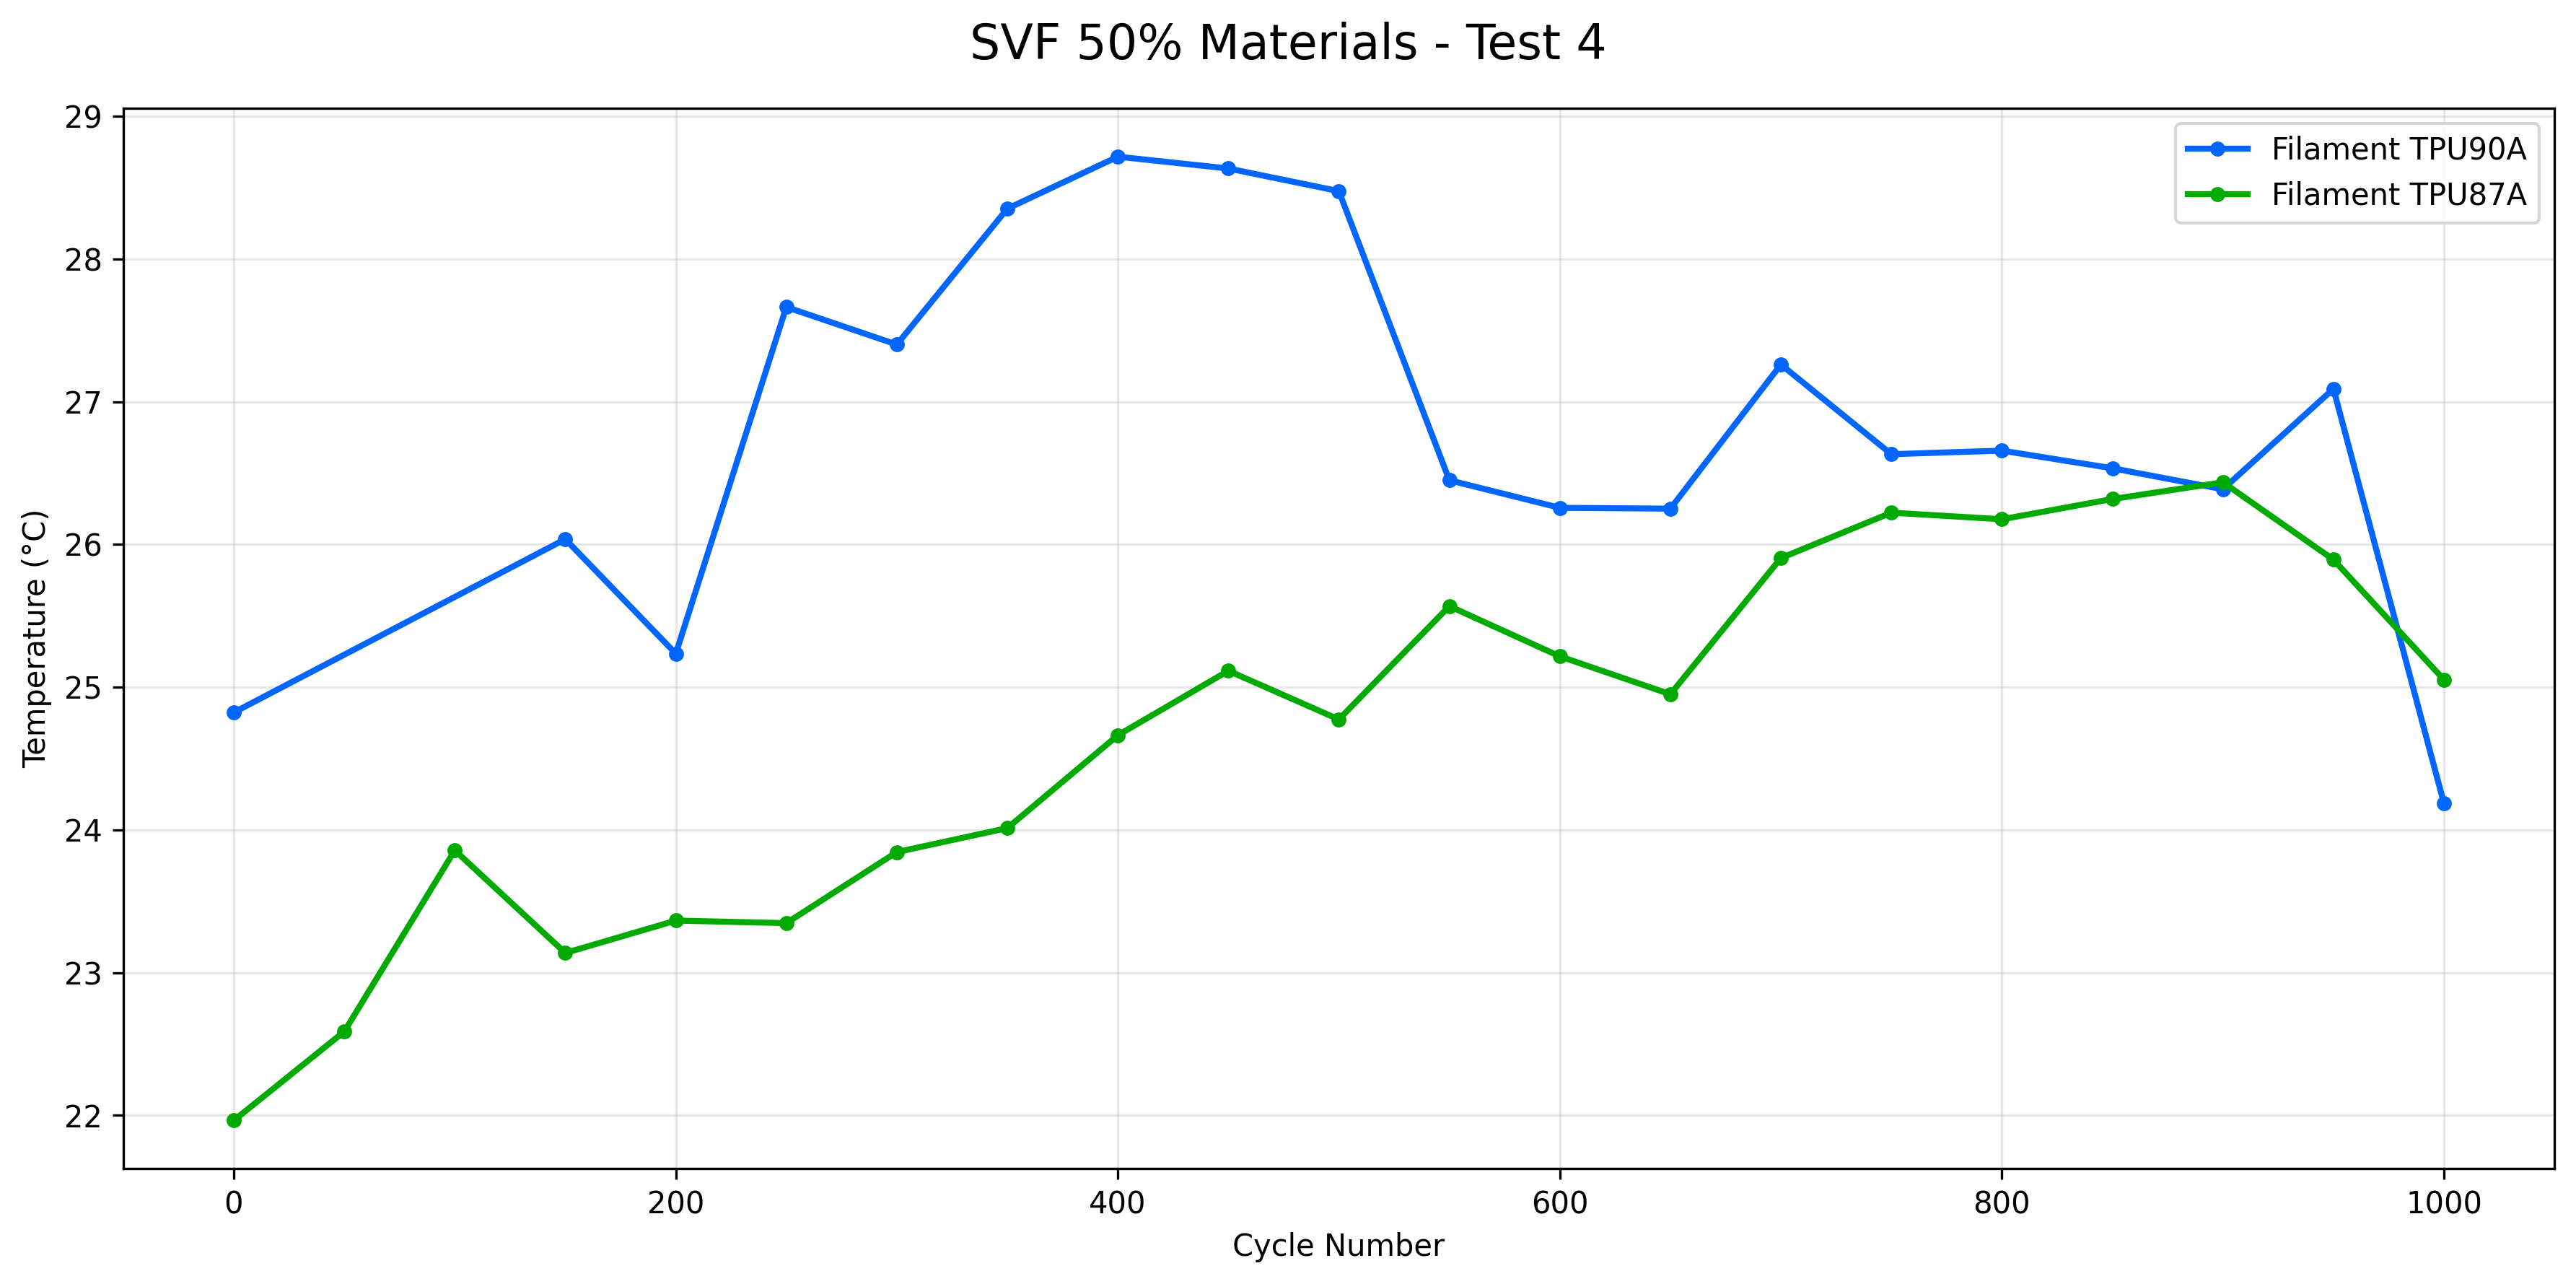 SVF 50% Materials - Test 4
Filament TPU90A
Filament TPU87A
29
28
27
26
25
24
23
22
Temperature (°C)
0 200 400 600 800 1000
Cycle Number